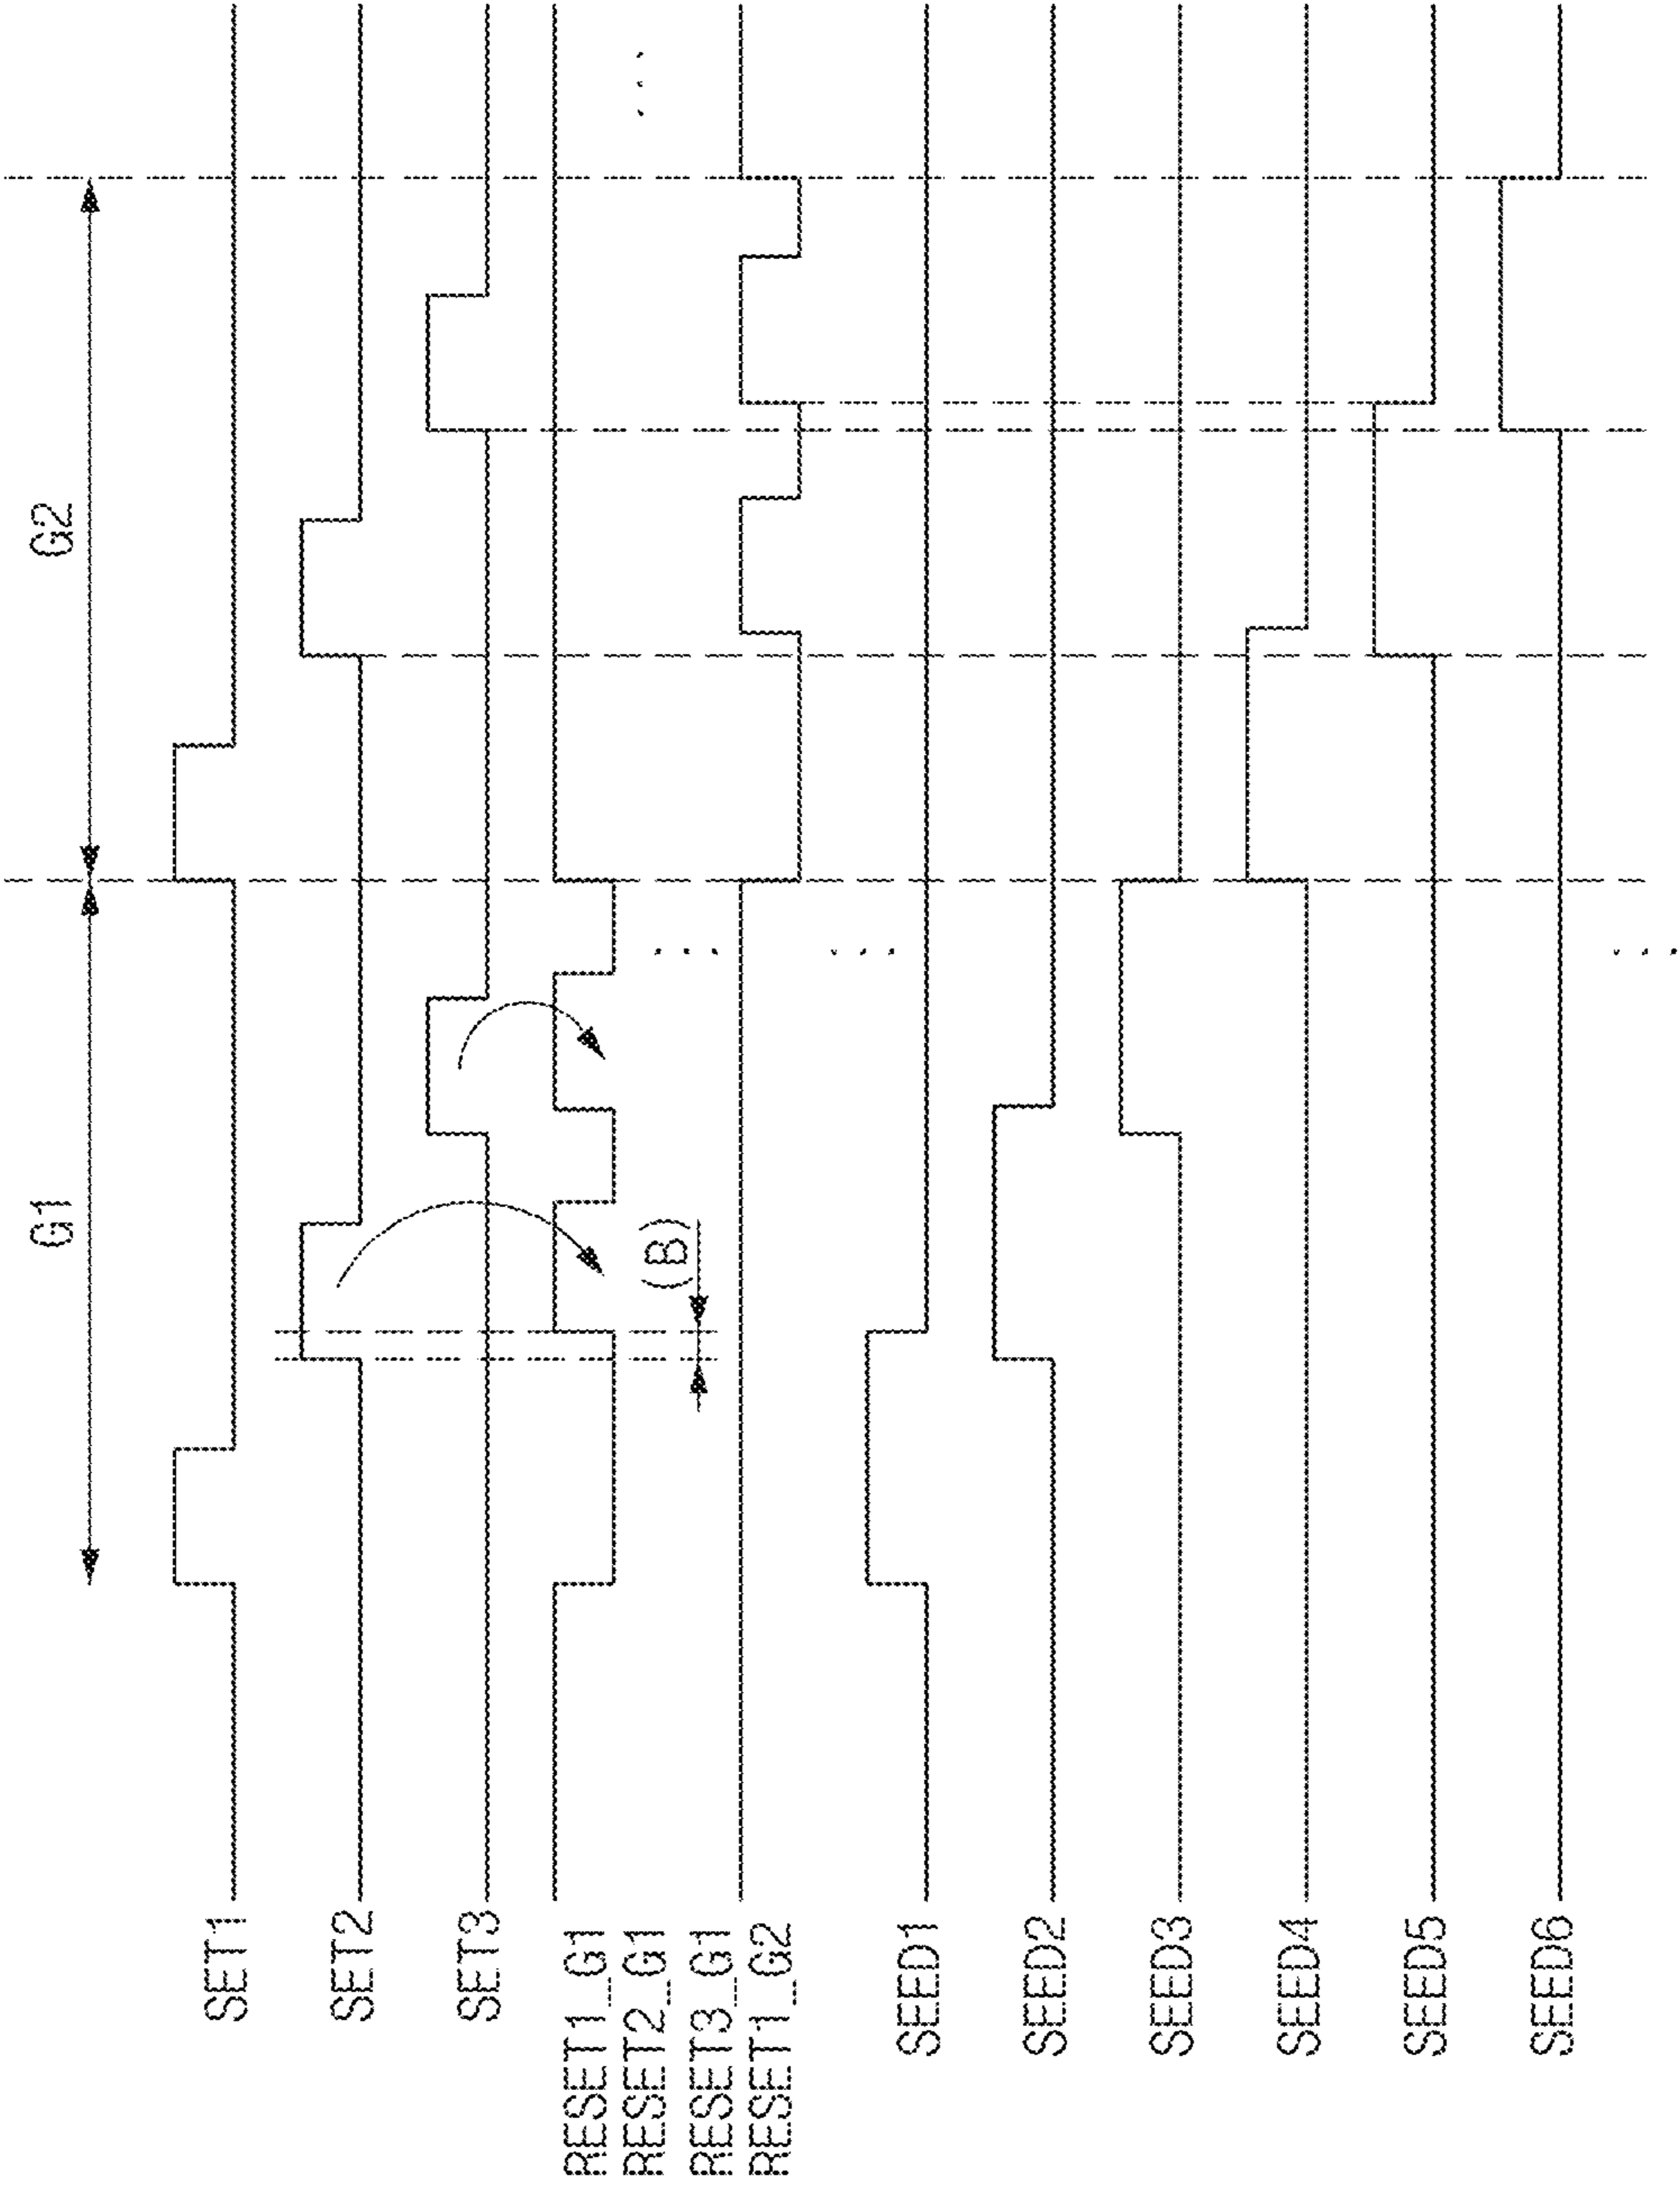 G1
G2
SET1
SET2
SET3
RESET1_G1
RESET2_G1
(B)
RESET3_G1
RESET1_G2
SEED1
SEED2
SEED3
SEED4
SEED5
SEED6